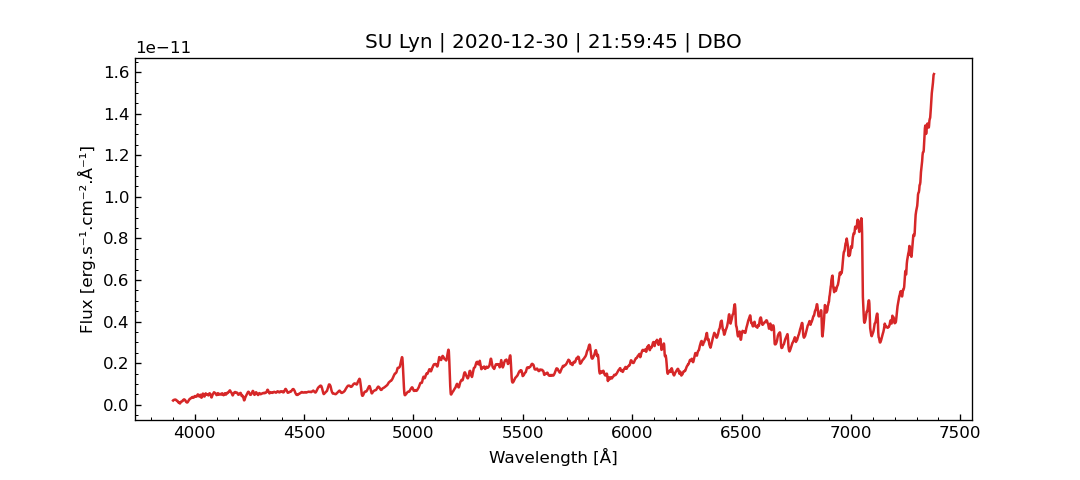 SU Lyn | 2020-12-30 | 21:59:45 | DBO
1e−11
1.6
1.4
1.2
1.0
0.8
0.6
0.4
0.2
0.0
Flux [erg.s⁻¹.cm⁻².Å⁻¹]
4000 4500 5000 5500 6000 6500 7000 7500
Wavelength [Å]